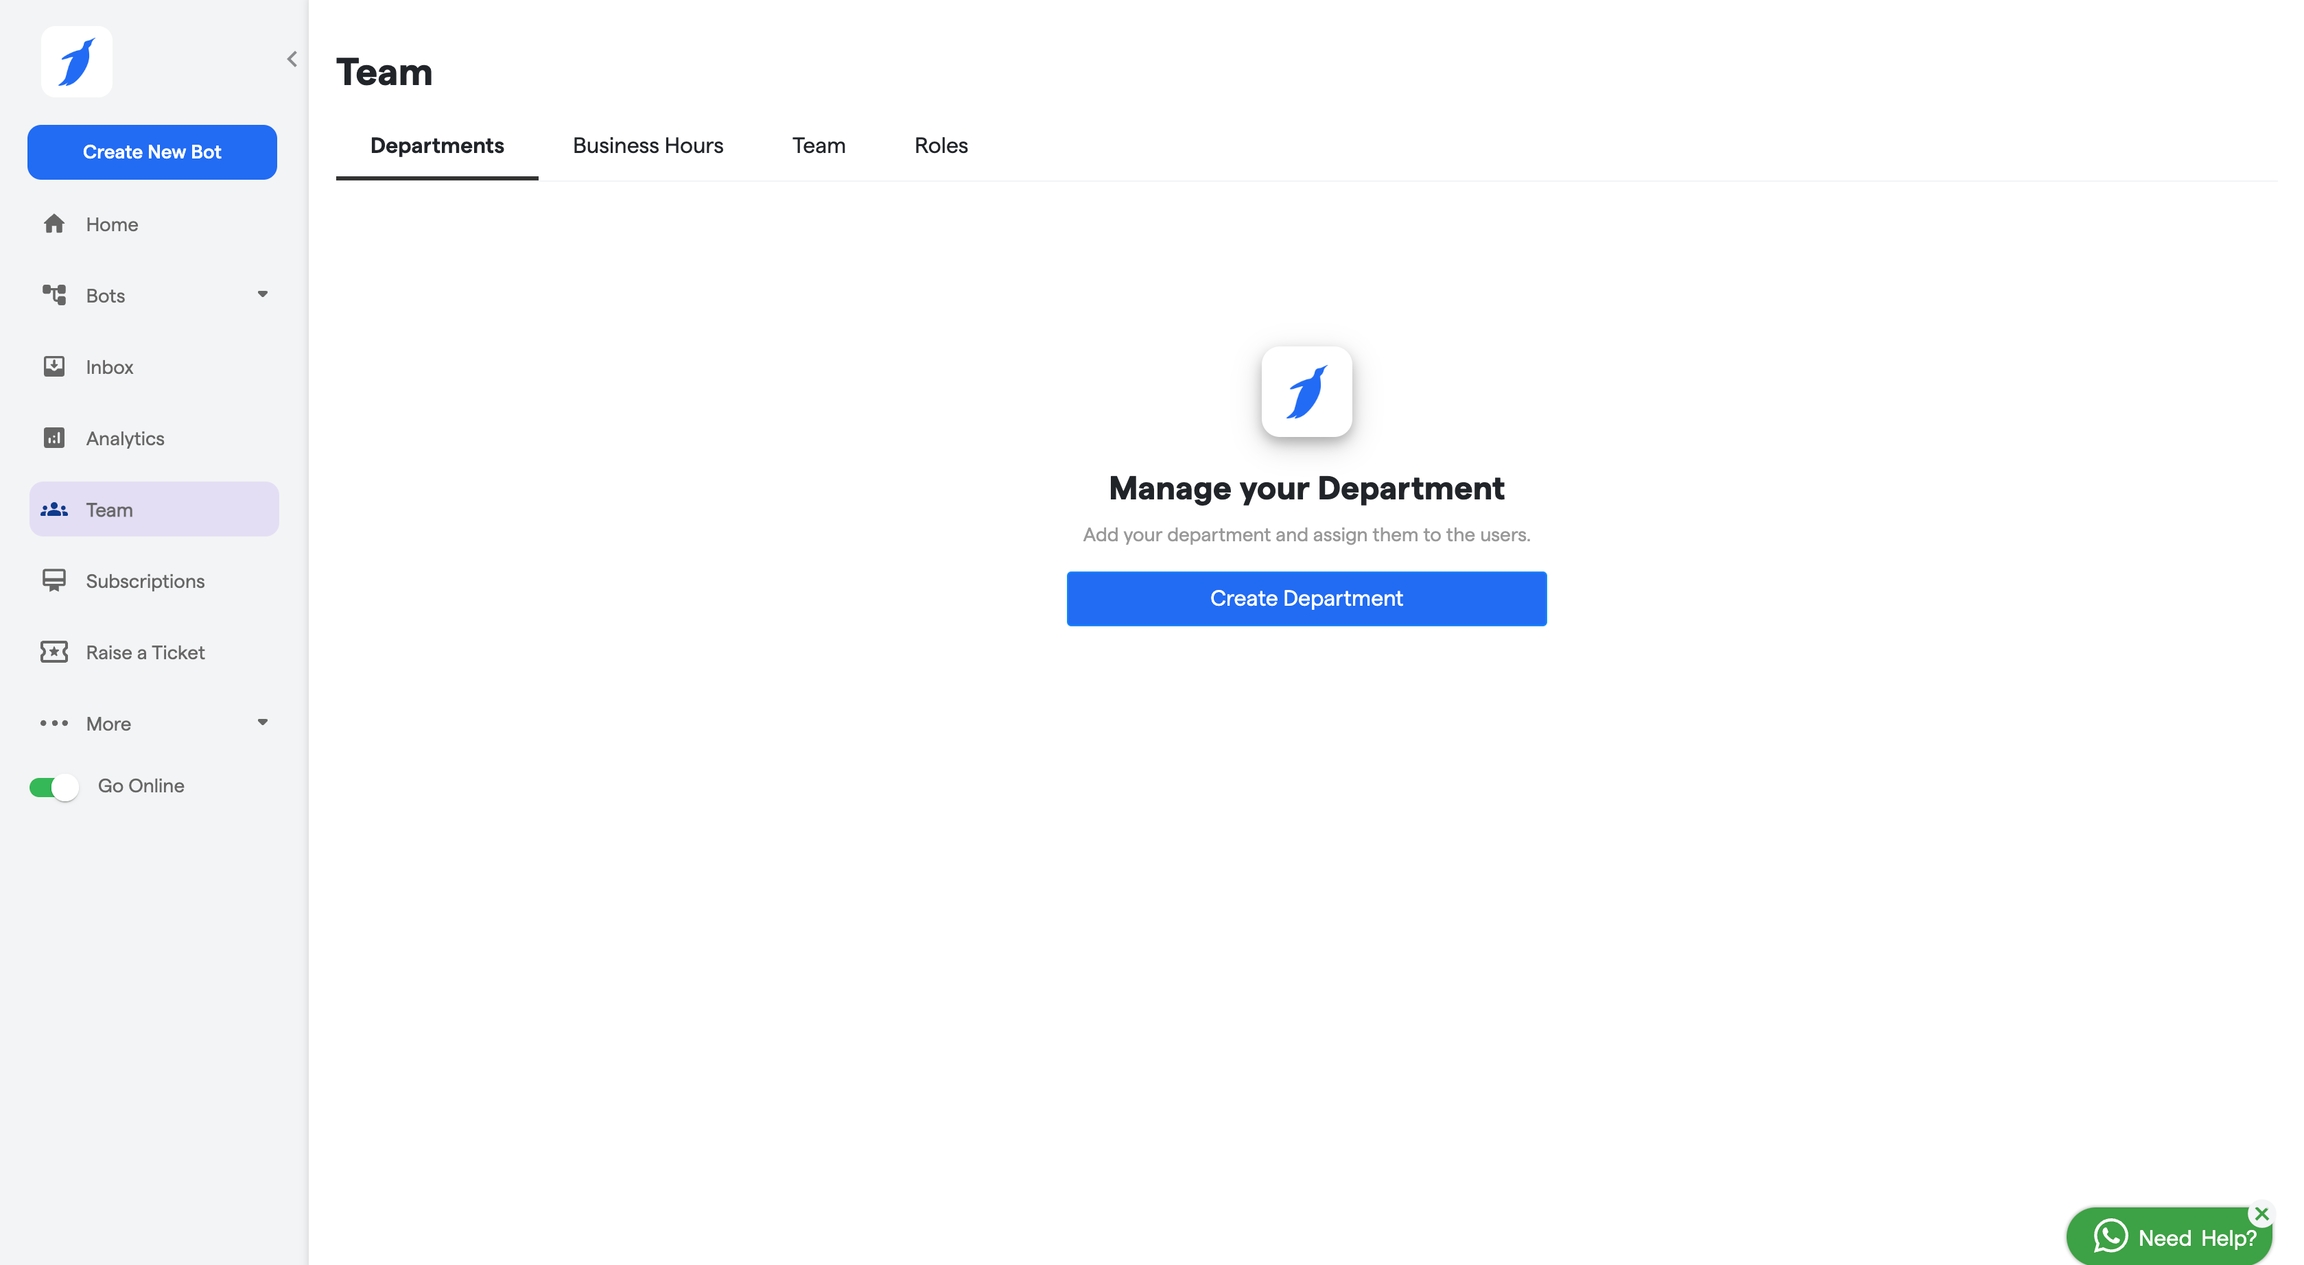 Create New Bot
Home
Bots
Inbox
Analytics
Team
Subscriptions
Raise a Ticket
More
Go Online
Team
Departments Business Hours Team Roles
Manage your Department
Add your department and assign them to the users.
Create Department
Need Help?